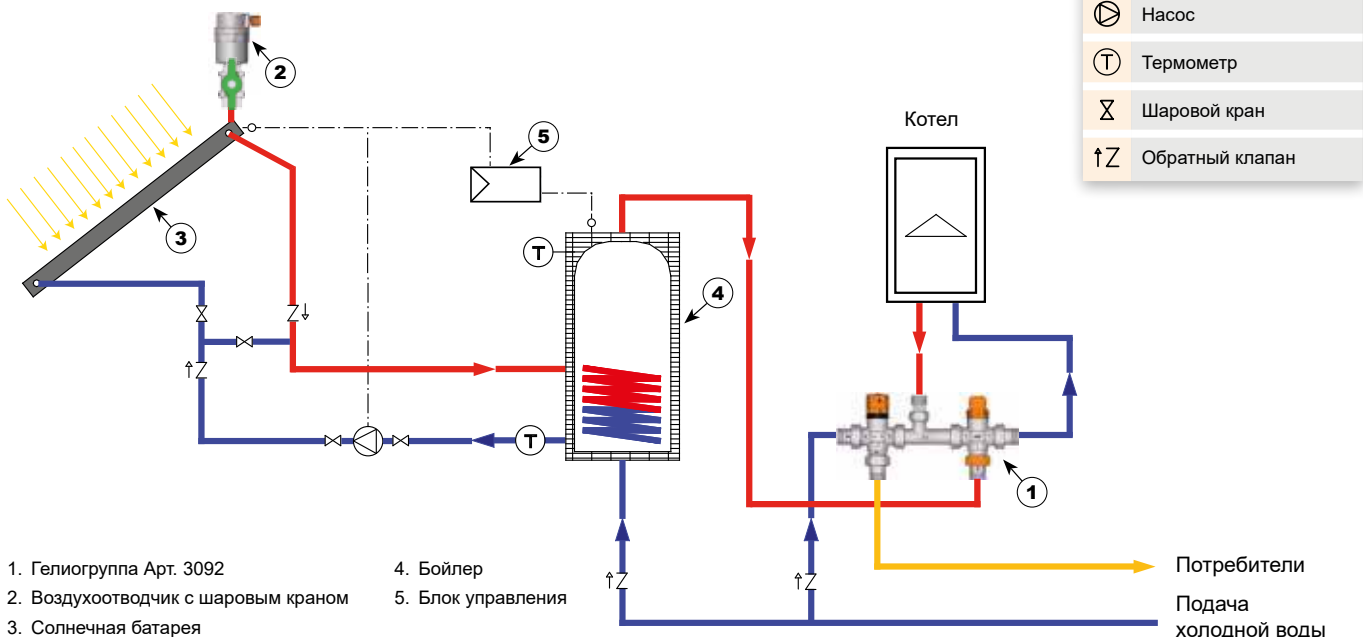 Насос
Термометр
Шаровой кран
Обратный клапан
Котел
2
5
3
T
4
T
1
1. Гелиогруппа Арт. 3092
2. Воздухоотводчик с шаровым краном
3. Солнечная батарея
4. Бойлер
5. Блок управления
Потребители
Подача
холодной воды
T